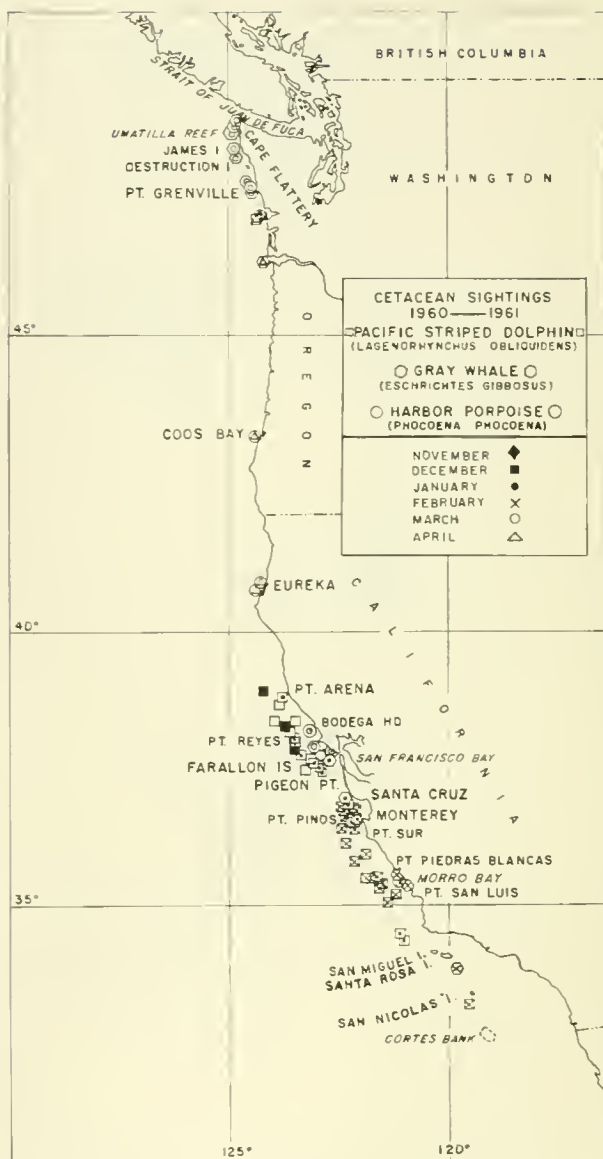 BRITISH COLUMBIA
STRAIT OF JUAN DE FUCA
UMATILLA REEF
CAPE FLATTERY
JAMES I
DESTRUCTION I
WASHINGTON
PT. GRENVILLE
CETACEAN SIGHTINGS
1960——1961
PACIFIC STRIPED DOLPHIN
(LAGENORHYNCHUS OBLIQUIDENS)
GRAY WHALE
(ESCHRICHTES GIBBOSUS)
HARBOR PORPOISE
(PHOCOENA PHOCOENA)
NOVEMBER
DECEMBER
JANUARY
FEBRUARY
MARCH
APRIL
45°
OREGON
COOS BAY
EUREKA
CALIFORNIA
40°
PT. ARENA
BODEGA HD
PT. REYES
SAN FRANCISCO BAY
FARALLON IS
PIGEON PT.
SANTA CRUZ
PT. PINOS
MONTEREY
PT. SUR
PT PIEDRAS BLANCAS
MORRO BAY
PT. SAN LUIS
35°
SAN MIGUEL I.
SANTA ROSA I.
SAN NICOLAS I.
CORTES BANK
125°
120°